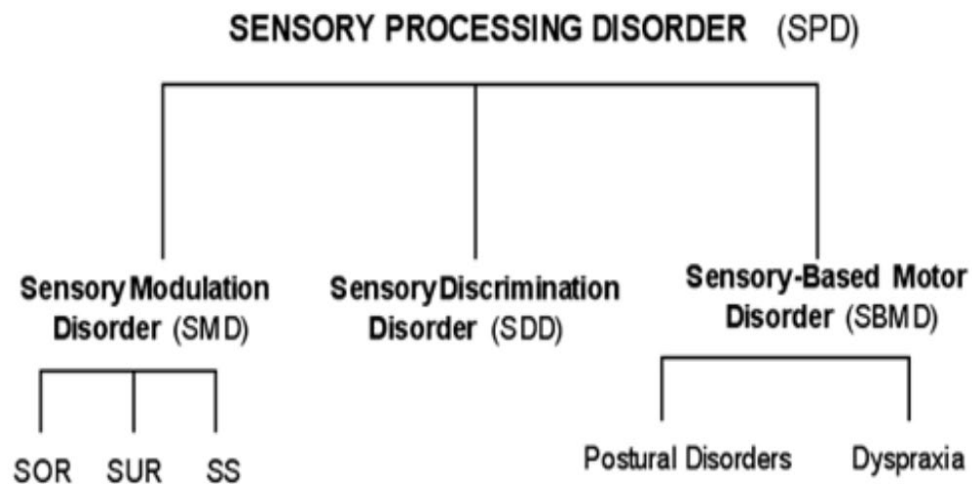 SENSORY PROCESSING DISORDER (SPD)
Sensory Modulation
Disorder (SMD)
Sensory Discrimination
Disorder (SDD)
Sensory-Based Motor
Disorder (SBMD)
SOR SUR SS
Postural Disorders Dyspraxia